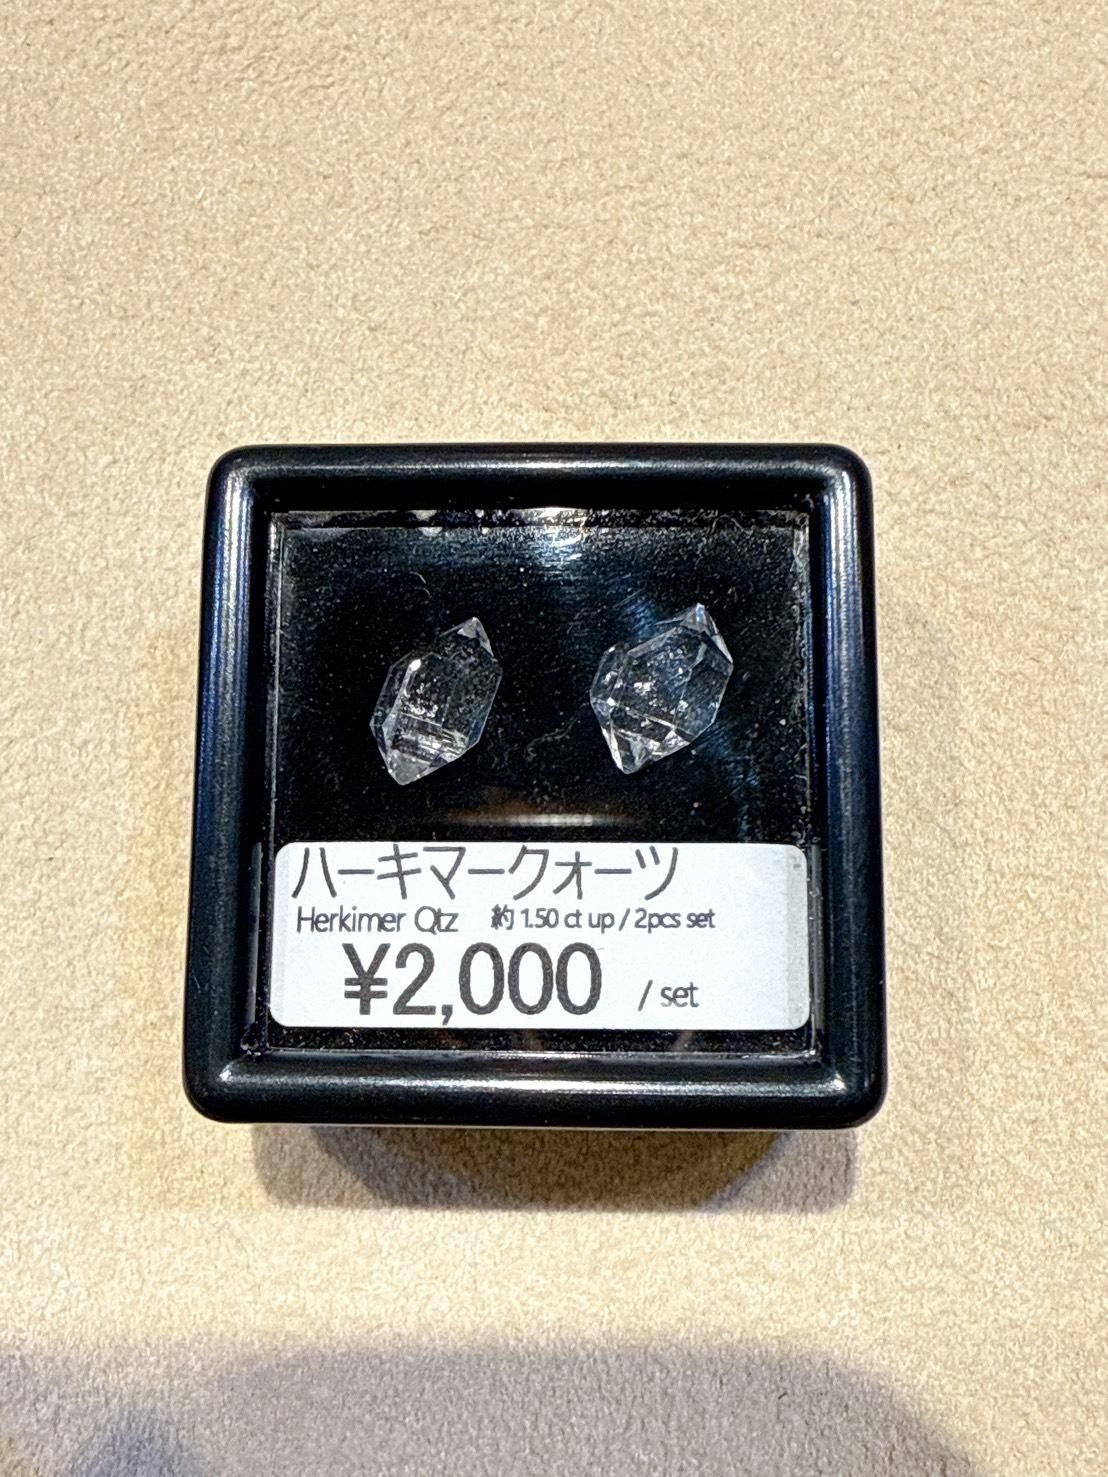 ハーキマークォーツ
Herkimer Qtz 約 1.50 ct up / 2pcs set
¥2,000 / set